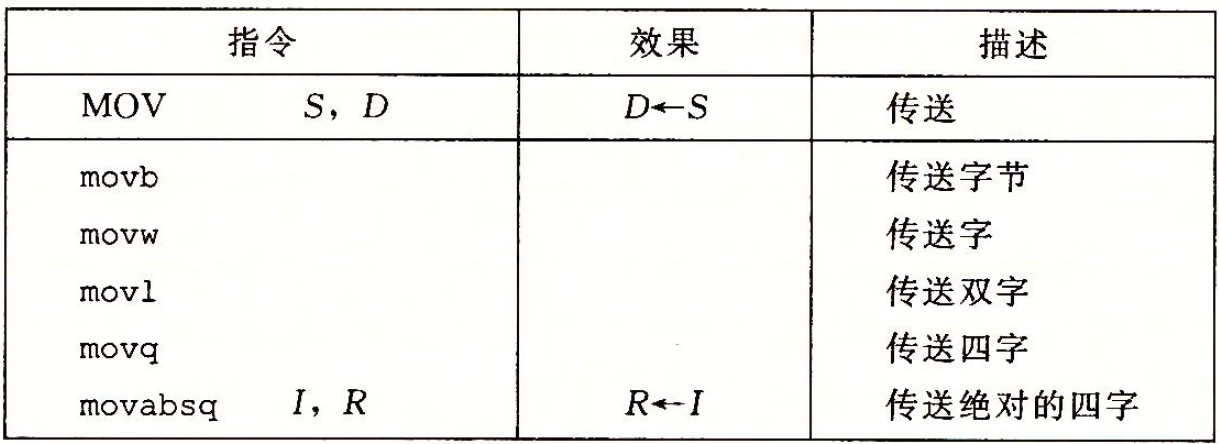 指令 效果 描述
MOV S, D D←S 传送
movb 传送字节
movw 传送字
movl 传送双字
movq 传送四字
movabsq I, R R←I 传送绝对的四字